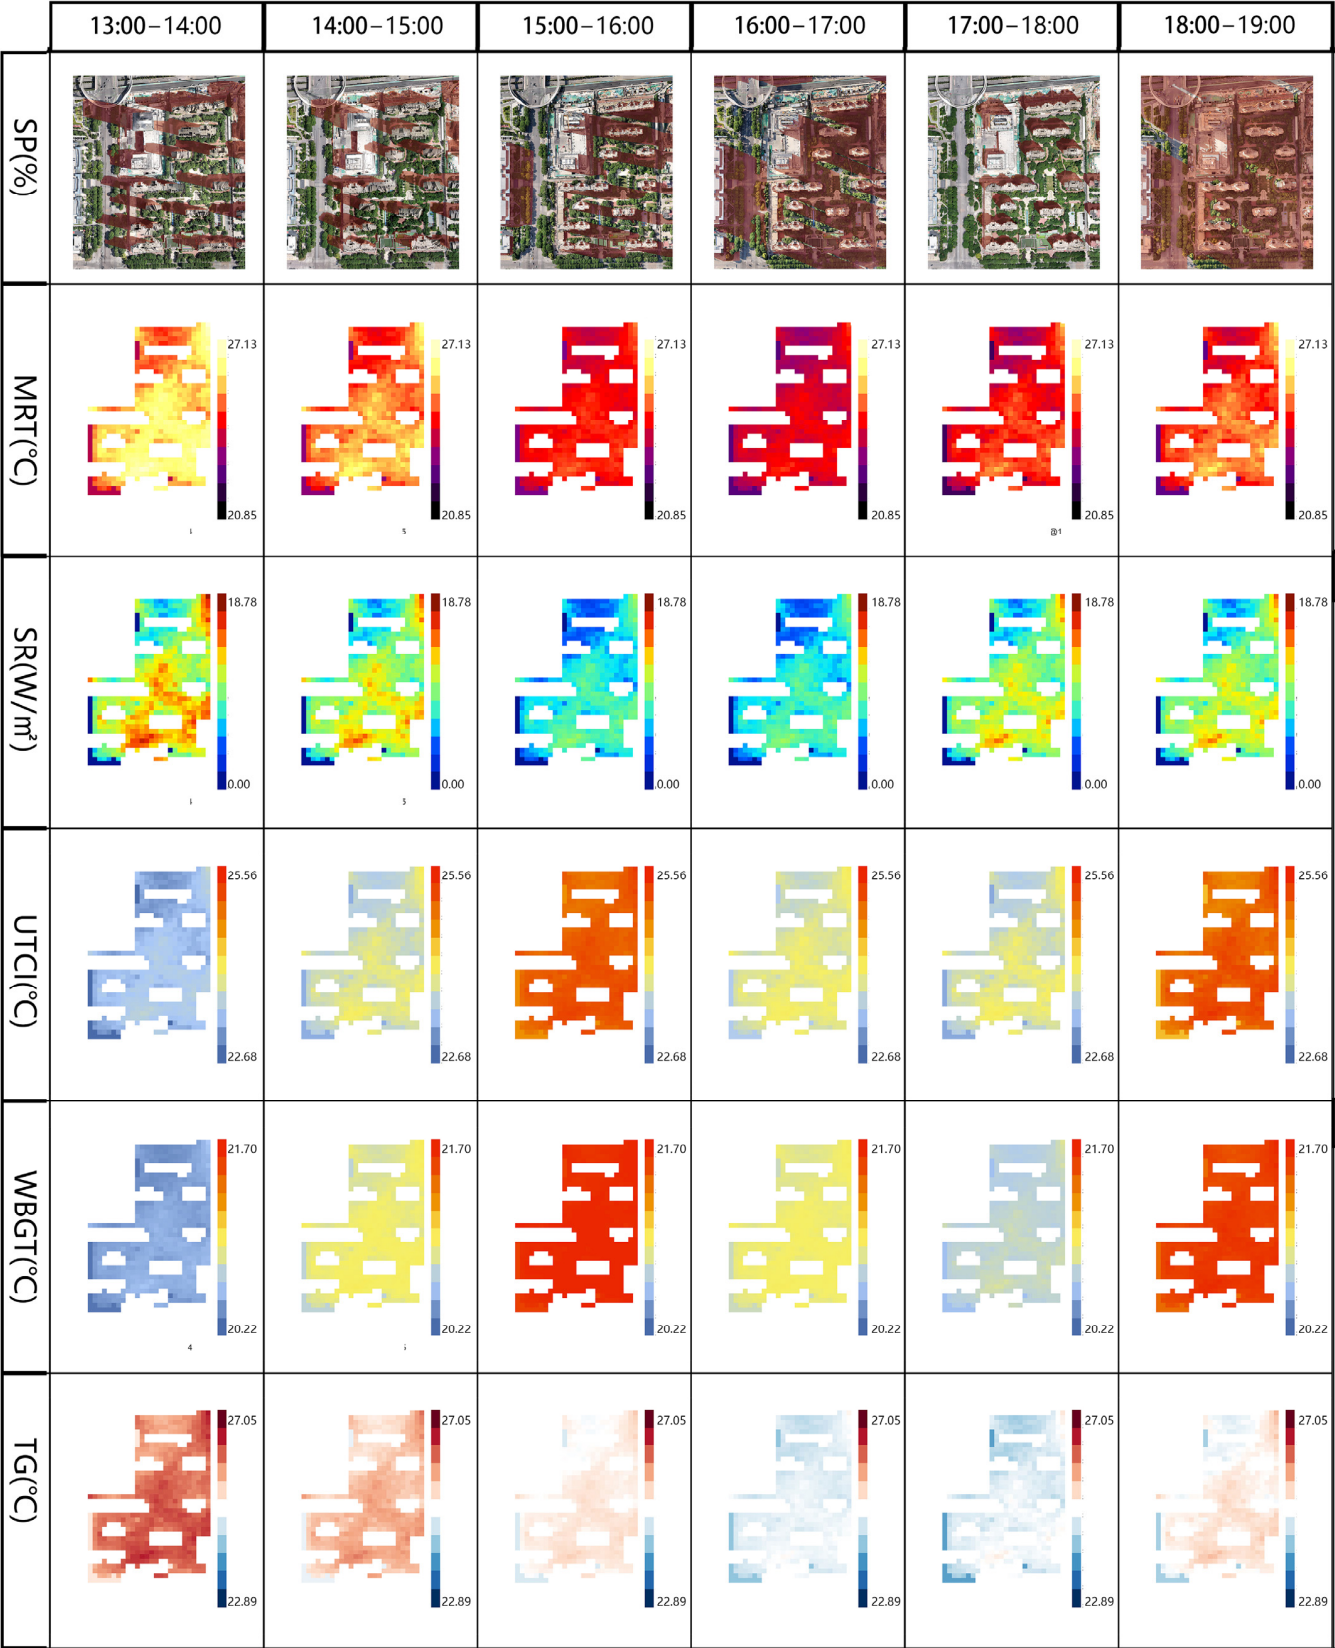 13:00–14:00 14:00–15:00 15:00–16:00 16:00–17:00 17:00–18:00 18:00–19:00
SP(%)
MRT(°C)
27.13 27.13 27.13 27.13 27.13 27.13
20.85 20.85 20.85 20.85 20.85 20.85
SR(W/m²)
18.78 18.78 18.78 18.78 18.78 18.78
0.00 0.00 0.00 0.00 0.00 0.00
UTCI(°C)
25.56 25.56 25.56 25.56 25.56 25.56
22.68 22.68 22.68 22.68 22.68 22.68
WBGT(°C)
21.70 21.70 21.70 21.70 21.70 21.70
20.22 20.22 20.22 20.22 20.22 20.22
4
TG(°C)
27.05 27.05 27.05 27.05 27.05 27.05
22.89 22.89 22.89 22.89 22.89 22.89